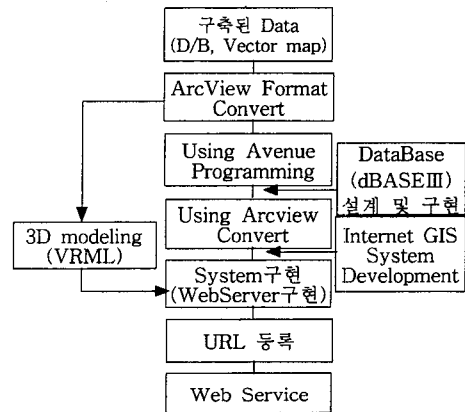 구축된 Data
(D/B, Vector map)
ArcView Format
Convert
Using Avenue
Programming
DataBase
(dBASEⅢ)
설계 및 구현
Using Arcview
Convert
3D modeling
(VRML)
Internet GIS
System
Development
System구현
(WebServer구현)
URL 등록
Web Service